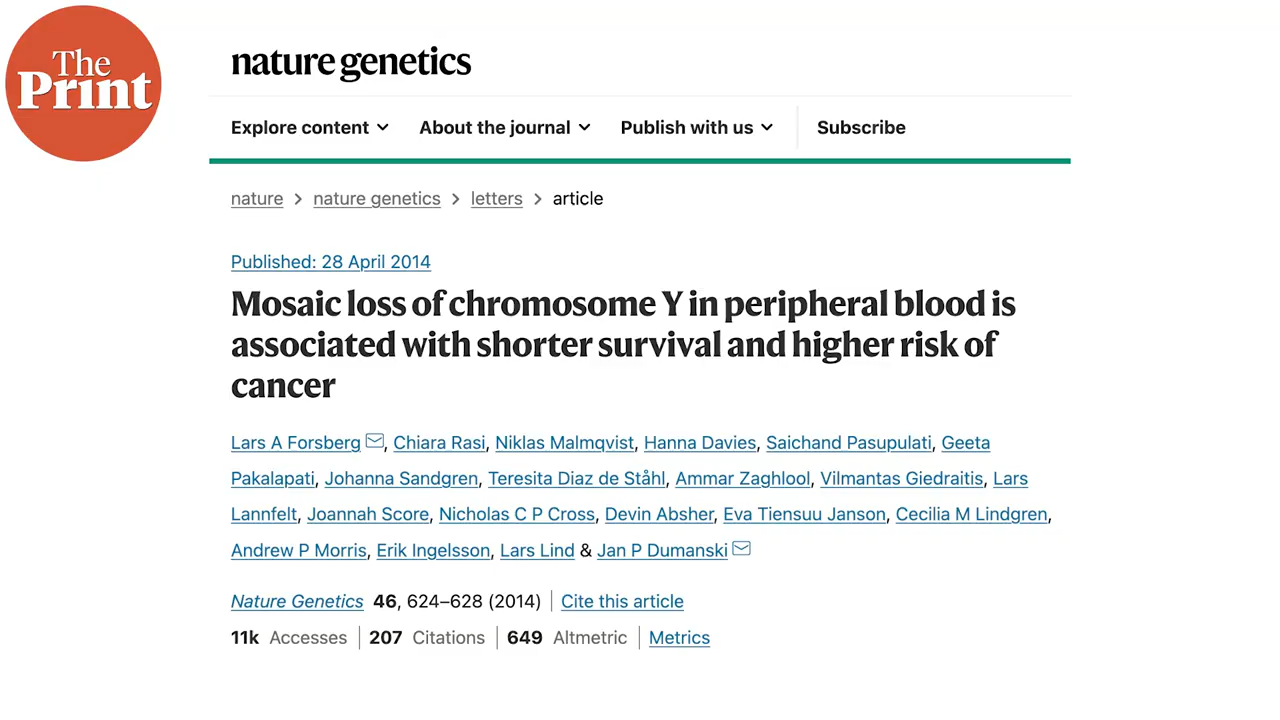 The
Print
nature genetics
Explore content About the journal Publish with us Subscribe
nature > nature genetics > letters > article
Published: 28 April 2014
Mosaic loss of chromosome Y in peripheral blood is
associated with shorter survival and higher risk of
cancer
Lars A Forsberg, Chiara Rasi, Niklas Malmqvist, Hanna Davies, Saichand Pasupulati, Geeta
Pakalapati, Johanna Sandgren, Teresita Diaz de Ståhl, Ammar Zaghlool, Vilmantas Giedraitis, Lars
Lannfelt, Joannah Score, Nicholas C P Cross, Devin Absher, Eva Tiensuu Janson, Cecilia M Lindgren,
Andrew P Morris, Erik Ingelsson, Lars Lind & Jan P Dumanski
Nature Genetics 46, 624–628 (2014) | Cite this article
11k Accesses | 207 Citations | 649 Altmetric | Metrics